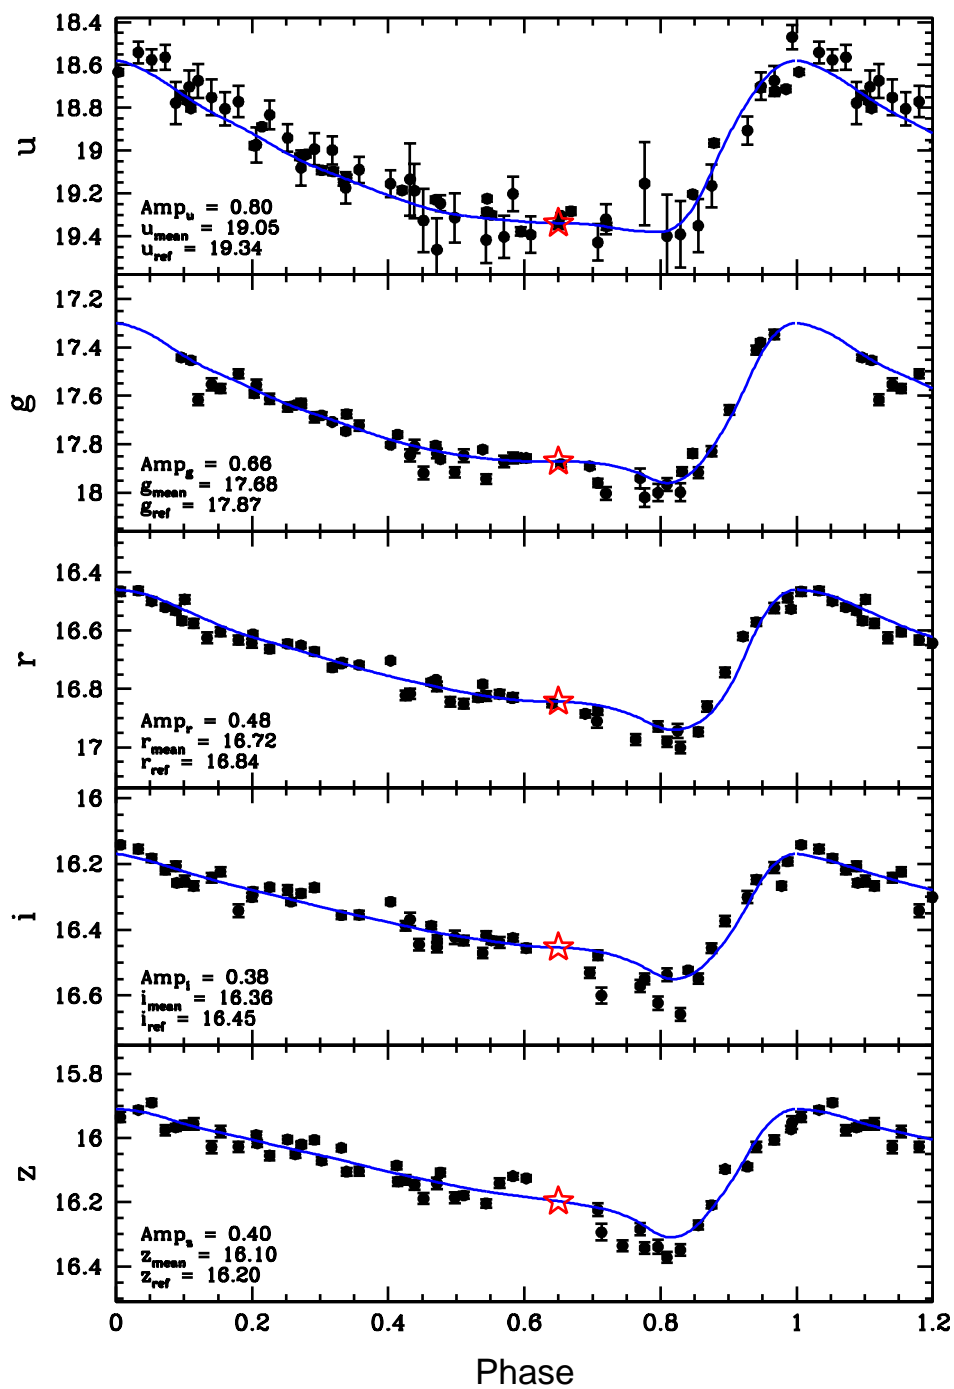 18.4
18.6
18.8
19
19.2
19.4
u
Amp_u = 0.80
u_mean = 19.05
u_ref = 19.34
17.2
17.4
17.6
17.8
18
g
Amp_g = 0.66
g_mean = 17.68
g_ref = 17.87
16.4
16.6
16.8
17
r
Amp_r = 0.48
r_mean = 16.72
r_ref = 16.84
16
16.2
16.4
16.6
i
Amp_i = 0.38
i_mean = 16.36
i_ref = 16.45
15.8
16
16.2
16.4
z
Amp_z = 0.40
z_mean = 16.10
z_ref = 16.20
0 0.2 0.4 0.6 0.8 1 1.2
Phase